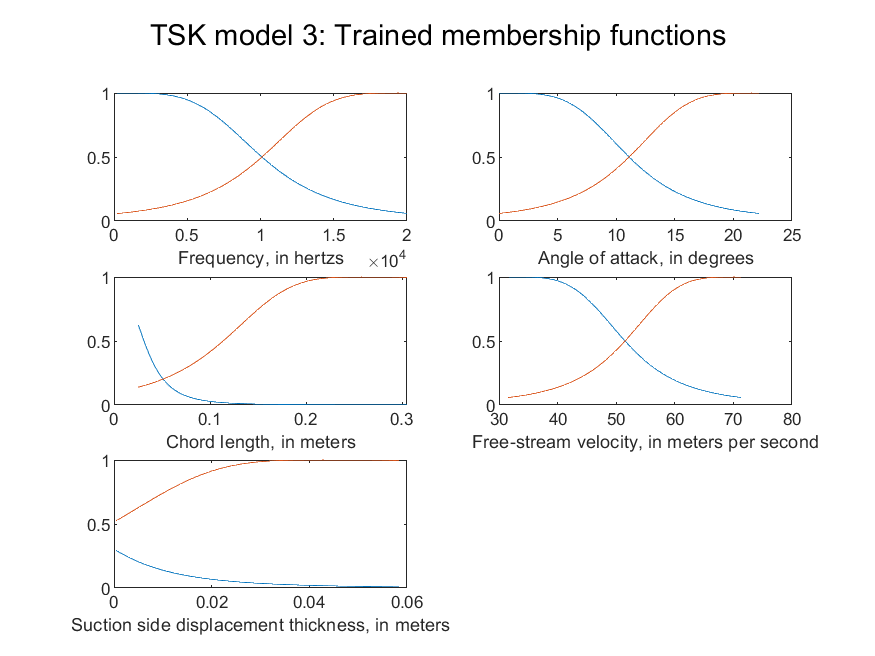 TSK model 3: Trained membership functions
1
0.5
0
0 0.5 1 1.5 2
Frequency, in hertzs ×10^4
1
0.5
0
0 5 10 15 20 25
Angle of attack, in degrees
1
0.5
0
0 0.1 0.2 0.3
Chord length, in meters
1
0.5
0
30 40 50 60 70 80
Free-stream velocity, in meters per second
1
0.5
0
0 0.02 0.04 0.06
Suction side displacement thickness, in meters